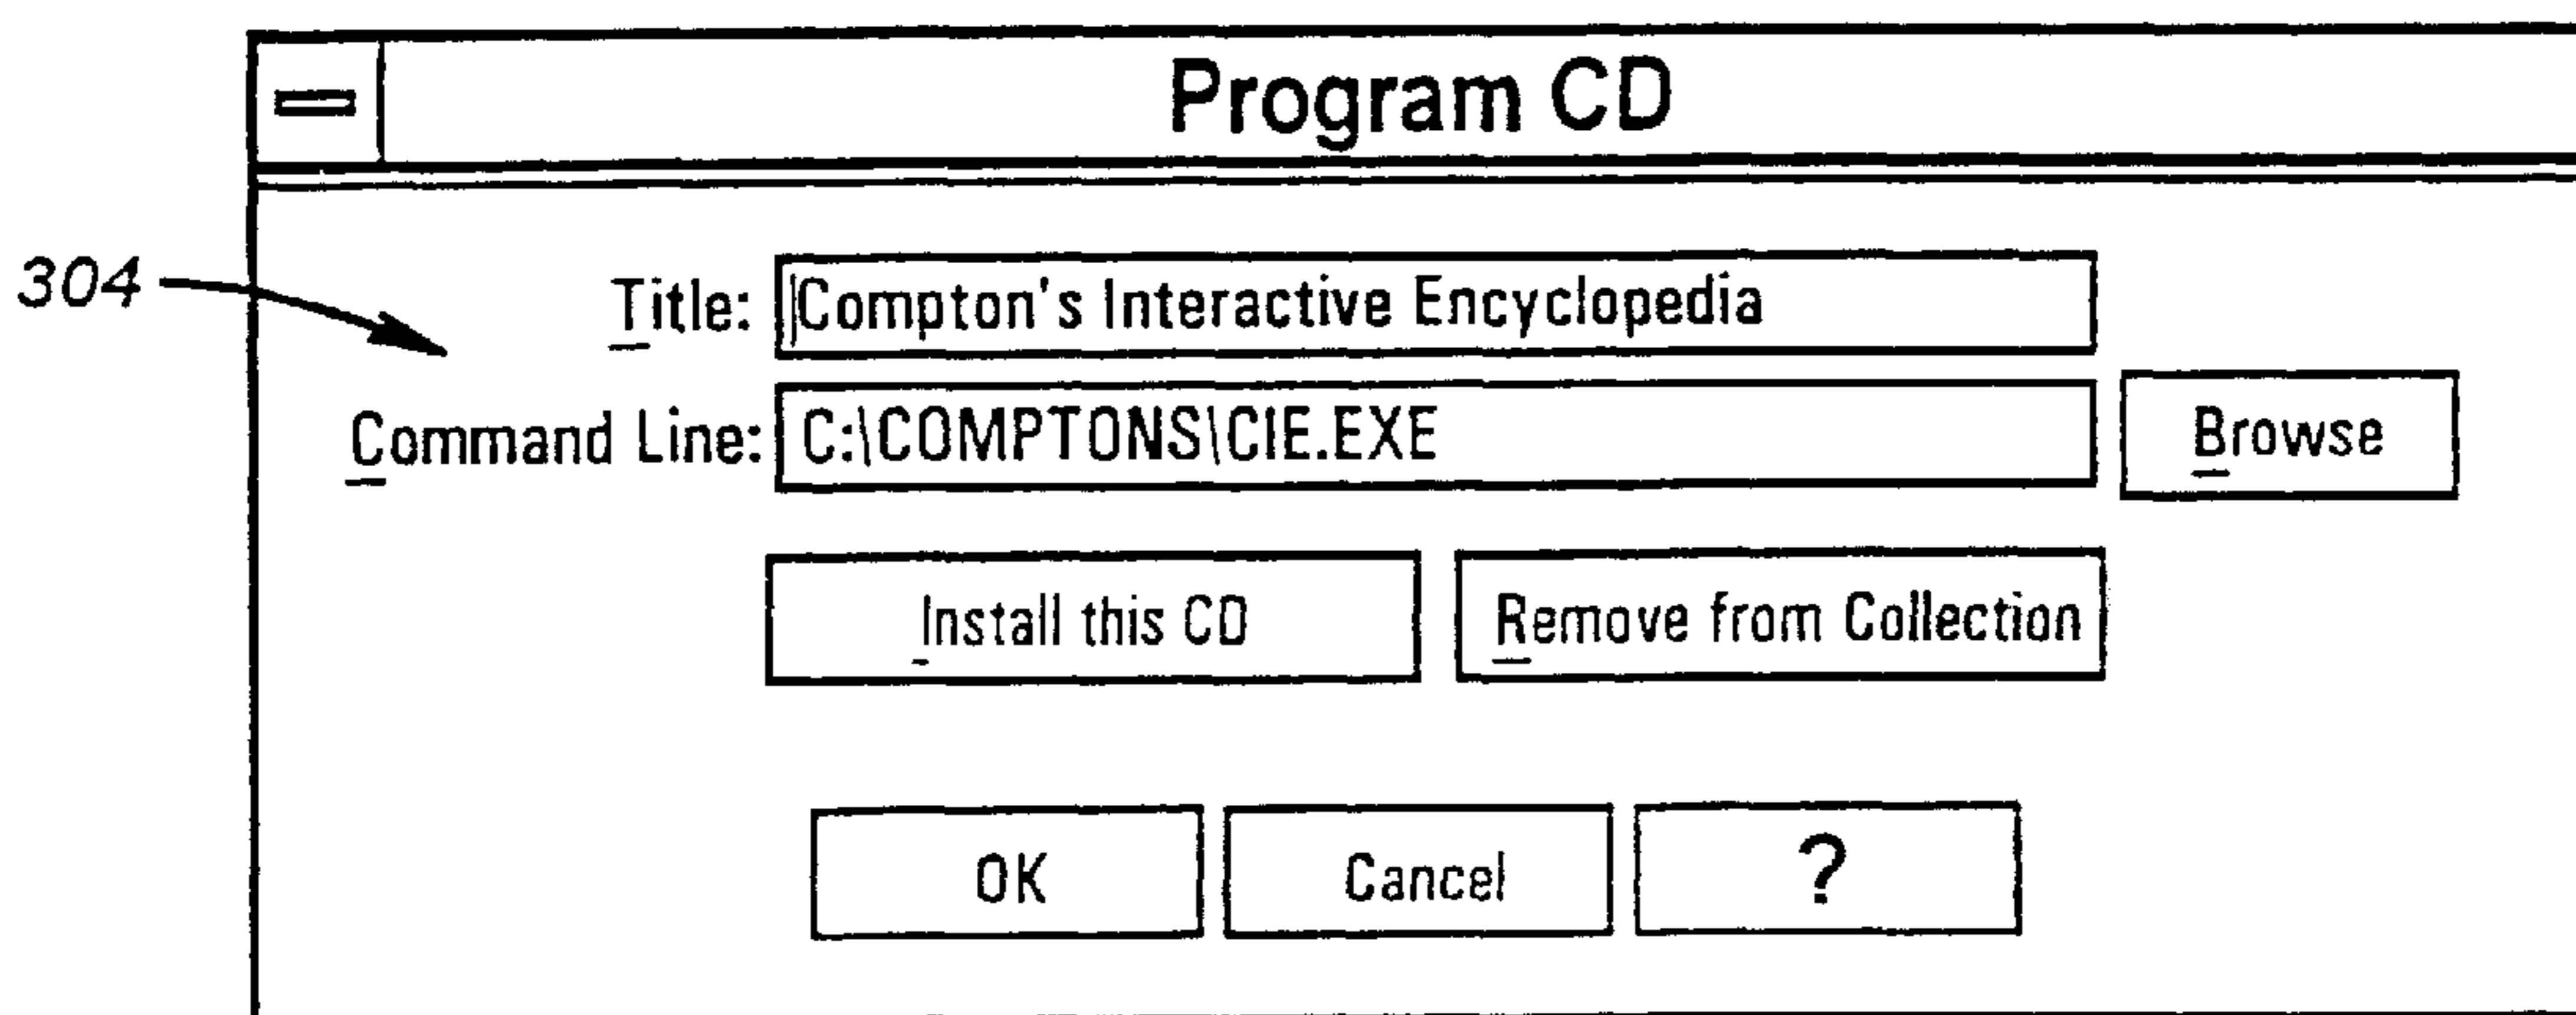 Program CD
304
Title: Compton's Interactive Encyclopedia
Command Line: C:\COMPTONS\CIE.EXE Browse
Install this CD Remove from Collection
OK Cancel ?